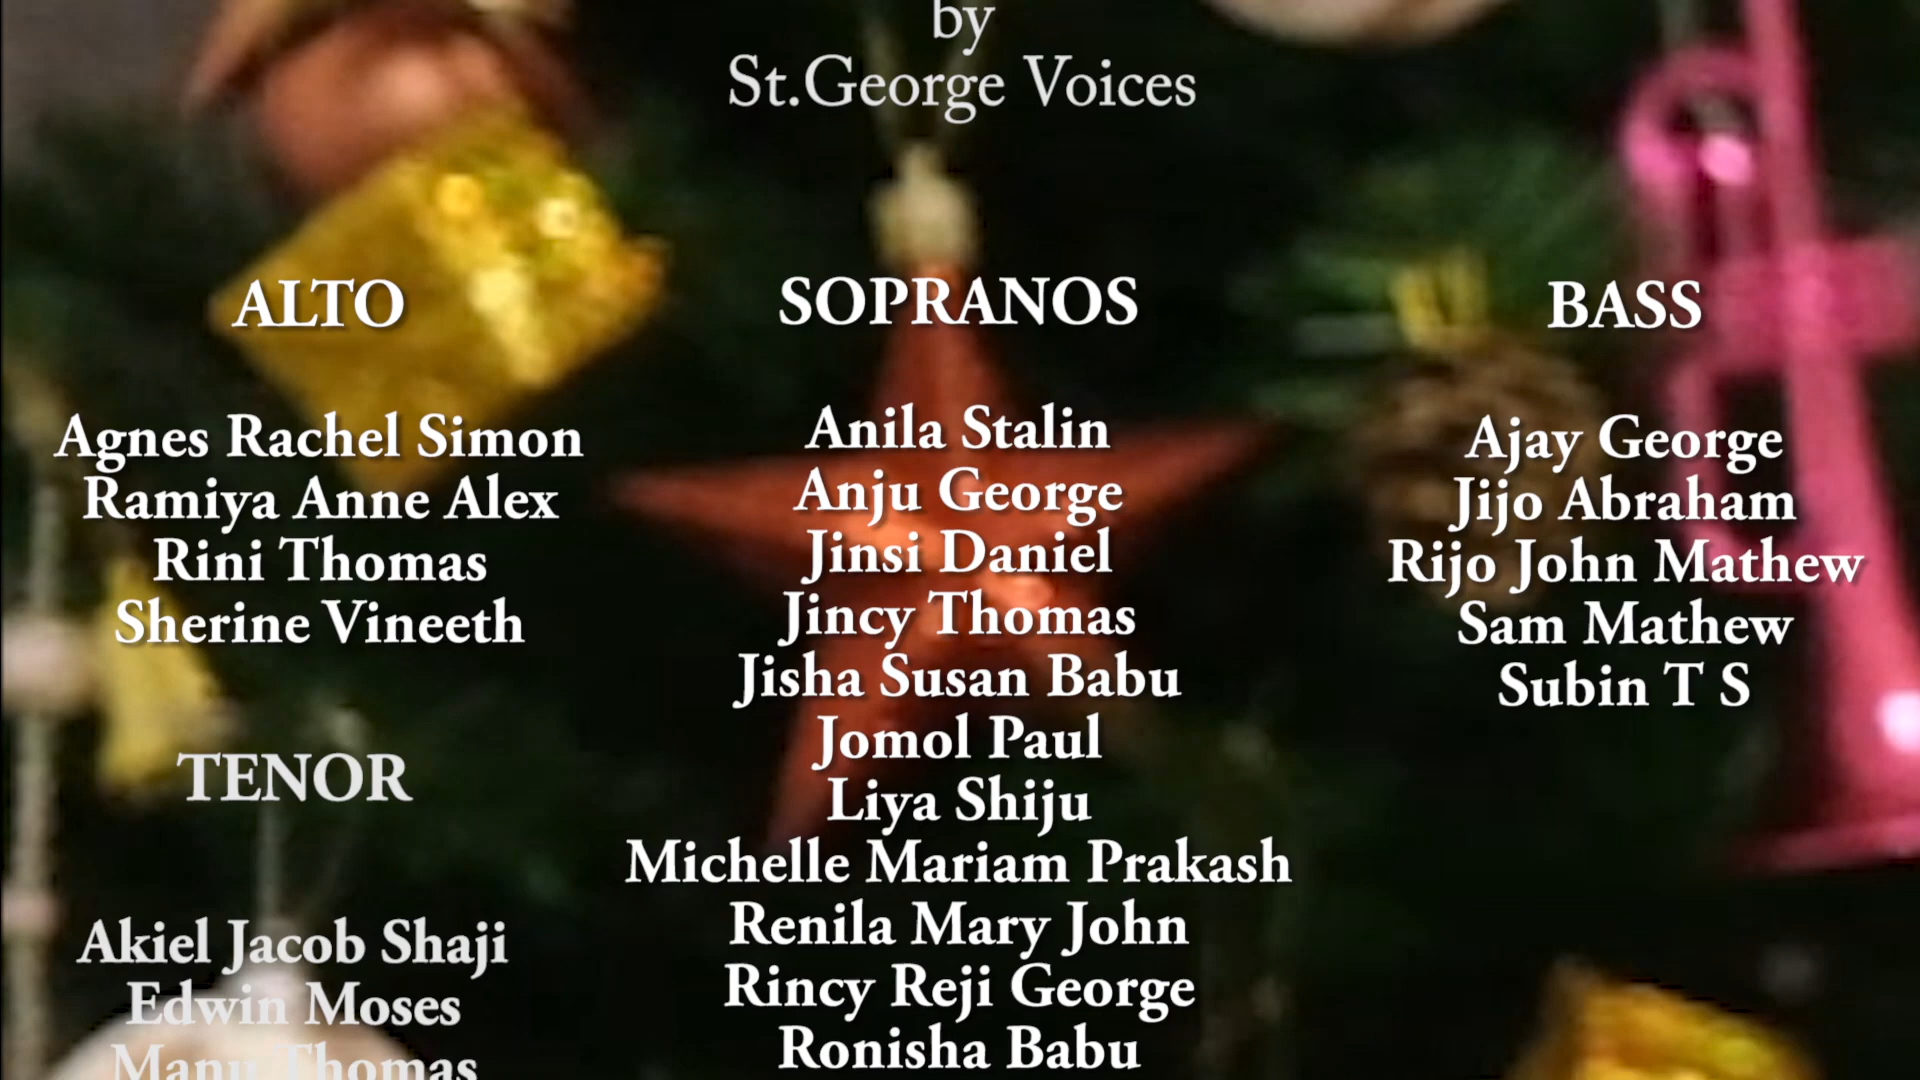 by
St.George Voices
ALTO
Agnes Rachel Simon
Ramiya Anne Alex
Rini Thomas
Sherine Vineeth
TENOR
Akiel Jacob Shaji
Edwin Moses
Manu Thomas
SOPRANOS
Anila Stalin
Anju George
Jinsi Daniel
Jincy Thomas
Jisha Susan Babu
Jomol Paul
Liya Shiju
Michelle Mariam Prakash
Renila Mary John
Rincy Reji George
Ronisha Babu
BASS
Ajay George
Jijo Abraham
Rijo John Mathew
Sam Mathew
Subin T S